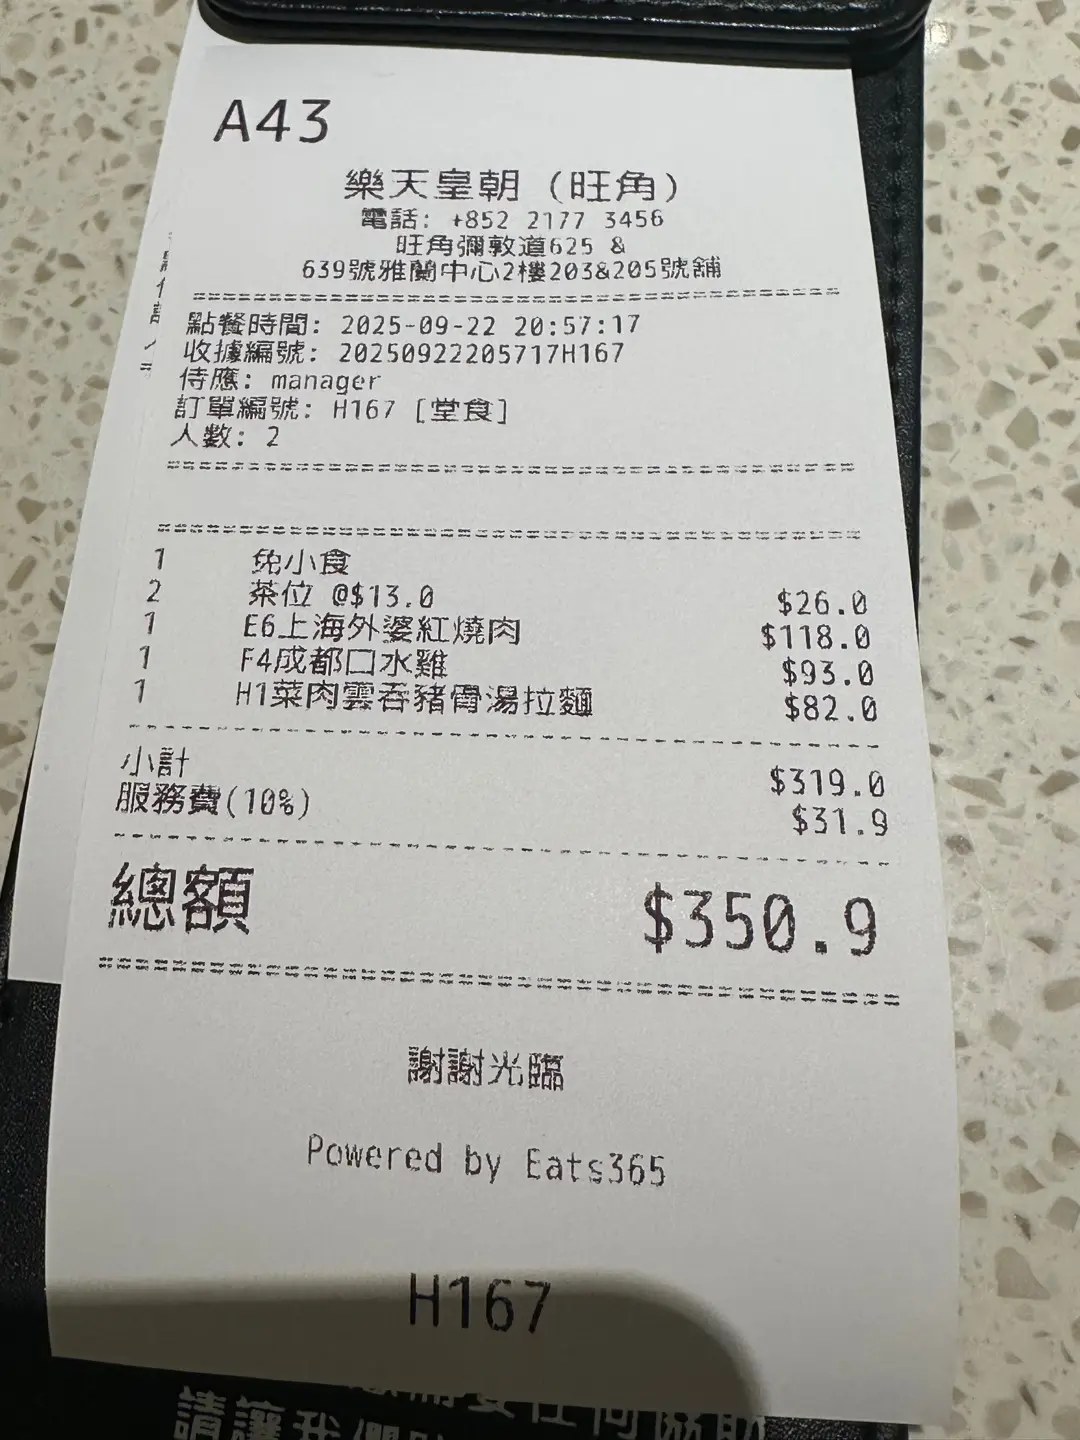 A43
樂天皇朝 (旺角)
電話: +852 2177 3456
旺角彌敦道625 &
639號雅蘭中心2樓203&205號舖
點餐時間: 2025-09-22 20:57:17
收據編號: 20250922205717H167
侍應: manager
訂單編號: H167 [堂食]
人數: 2
1 免小食
2 茶位 @$13.0 $26.0
1 E6上海外婆紅燒肉 $118.0
1 F4成都口水雞 $93.0
1 H1菜肉雲吞豬骨湯拉麵 $82.0
小計 $319.0
服務費(10%) $31.9
總額 $350.9
謝謝光臨
Powered by Eats365
H167
請讓我們